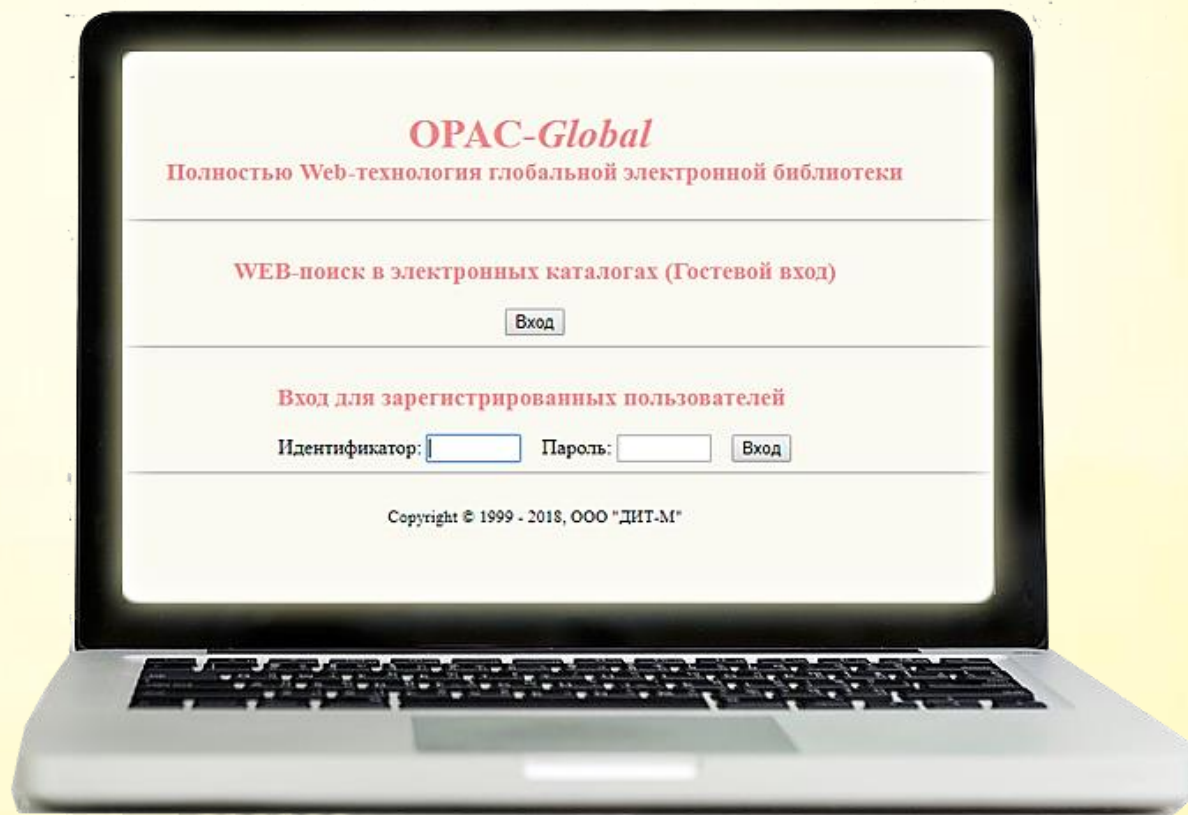 OPAC-Global
Полностью Web-технология глобальной электронной библиотеки
WEB-поиск в электронных каталогах (Гостевой вход)
Вход
Вход для зарегистрированных пользователей
Идентификатор: Пароль: Вход
Copyright © 1999 - 2018, ООО "ДИТ-М"